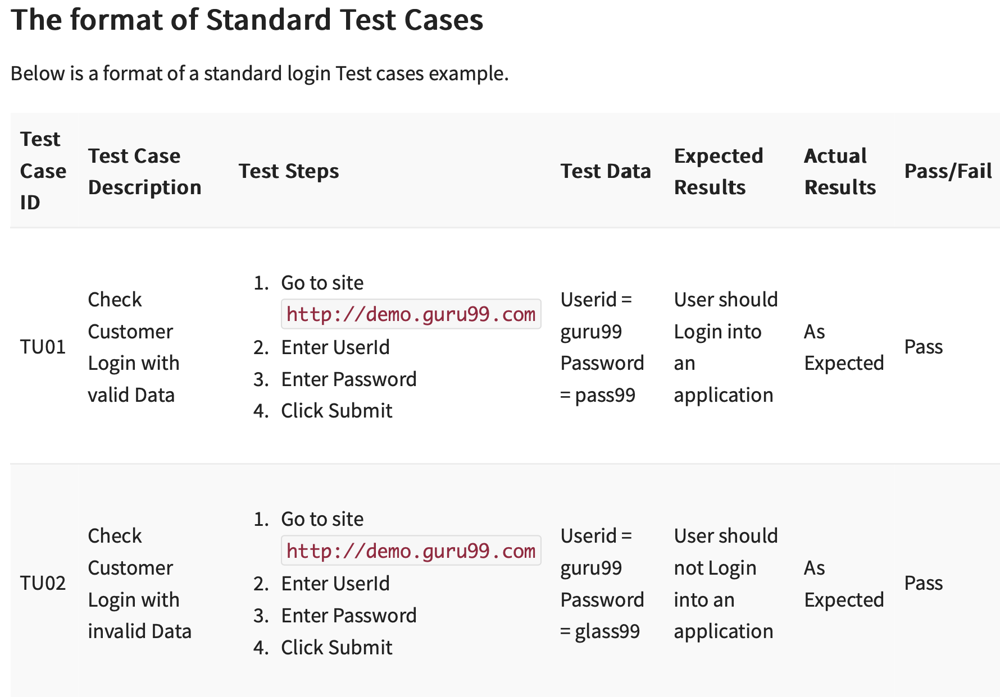 The format of Standard Test Cases
Below is a format of a standard login Test cases example.
Test
Case
ID
Test Case
Description
Test Steps
Test Data
Expected
Results
Actual
Results
Pass/Fail
TU01
Check
Customer
Login with
valid Data
1. Go to site
http://demo.guru99.com
2. Enter UserId
3. Enter Password
4. Click Submit
Userid =
guru99
Password
= pass99
User should
Login into
an
application
As
Expected
Pass
TU02
Check
Customer
Login with
invalid Data
1. Go to site
http://demo.guru99.com
2. Enter UserId
3. Enter Password
4. Click Submit
Userid =
guru99
Password
= glass99
User should
not Login
into an
application
As
Expected
Pass